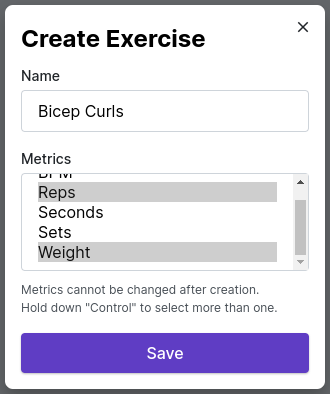 Create Exercise
Name
Bicep Curls
Metrics
BPM
Reps
Seconds
Sets
Weight
Metrics cannot be changed after creation.
Hold down "Control" to select more than one.
Save